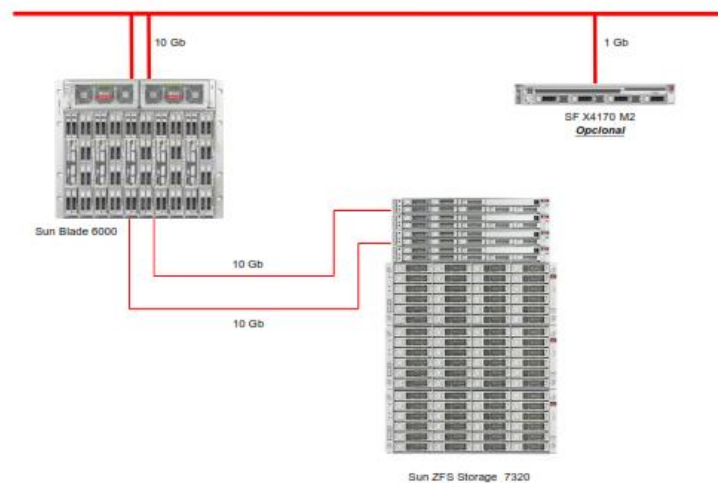 10 Gb
1 Gb
SF X4170 M2
Opcional
Sun Blade 6000
10 Gb
10 Gb
Sun ZFS Storage 7320